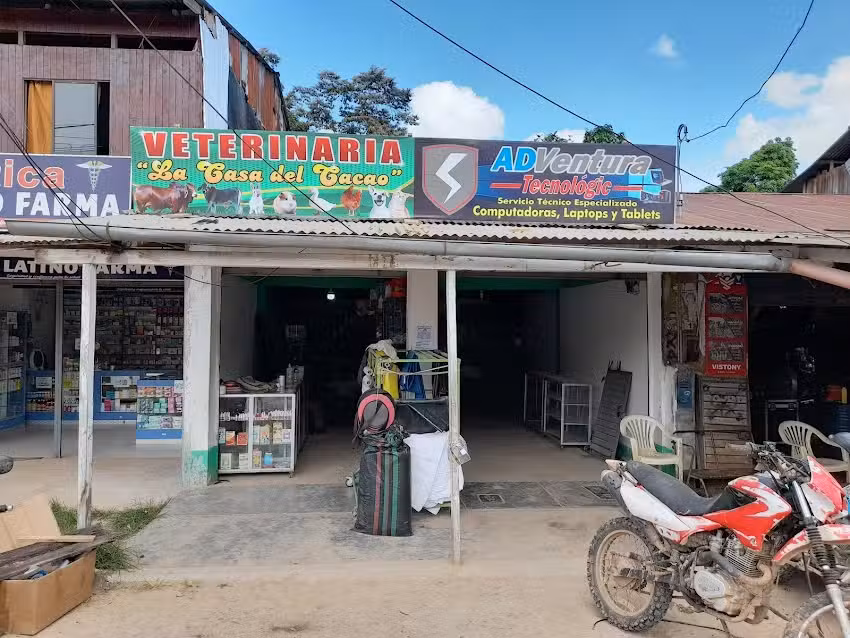 ica
O FARMA
LATINO FARMA
VETERINARIA
"La Casa del Cacao"
S
ADVentura
Tecnológic
Servicio Técnico Especializado
Computadoras, Laptops y Tablets
VISTONY